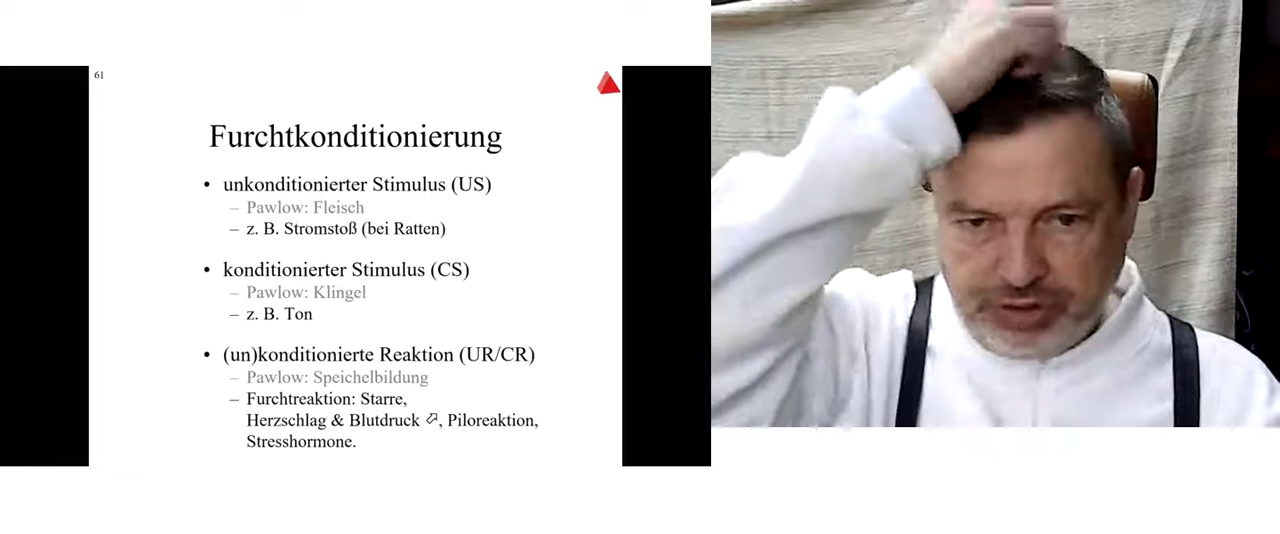 61
Furchtkonditionierung
• unkonditionierter Stimulus (US)
– Pawlow: Fleisch
– z. B. Stromstoß (bei Ratten)
• konditionierter Stimulus (CS)
– Pawlow: Klingel
– z. B. Ton
• (un)konditionierte Reaktion (UR/CR)
– Pawlow: Speichelbildung
– Furchtreaktion: Starre,
Herzschlag & Blutdruck ⬀, Piloreaktion,
Stresshormone.